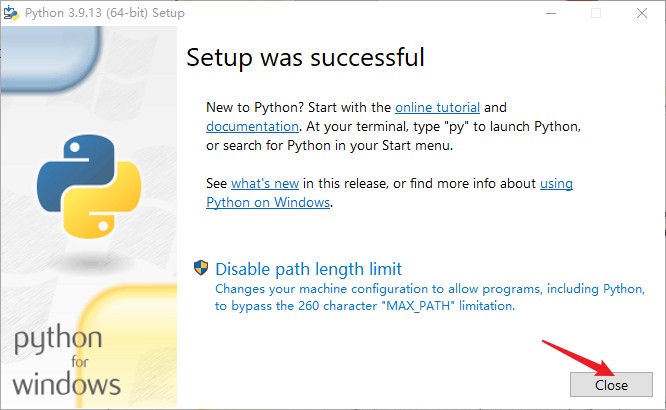 Python 3.9.13 (64-bit) Setup
Setup was successful
New to Python? Start with the online tutorial and
documentation. At your terminal, type "py" to launch Python,
or search for Python in your Start menu.
See what's new in this release, or find more info about using
Python on Windows.
Disable path length limit
Changes your machine configuration to allow programs, including Python,
to bypass the 260 character "MAX_PATH" limitation.
python
for
windows
Close